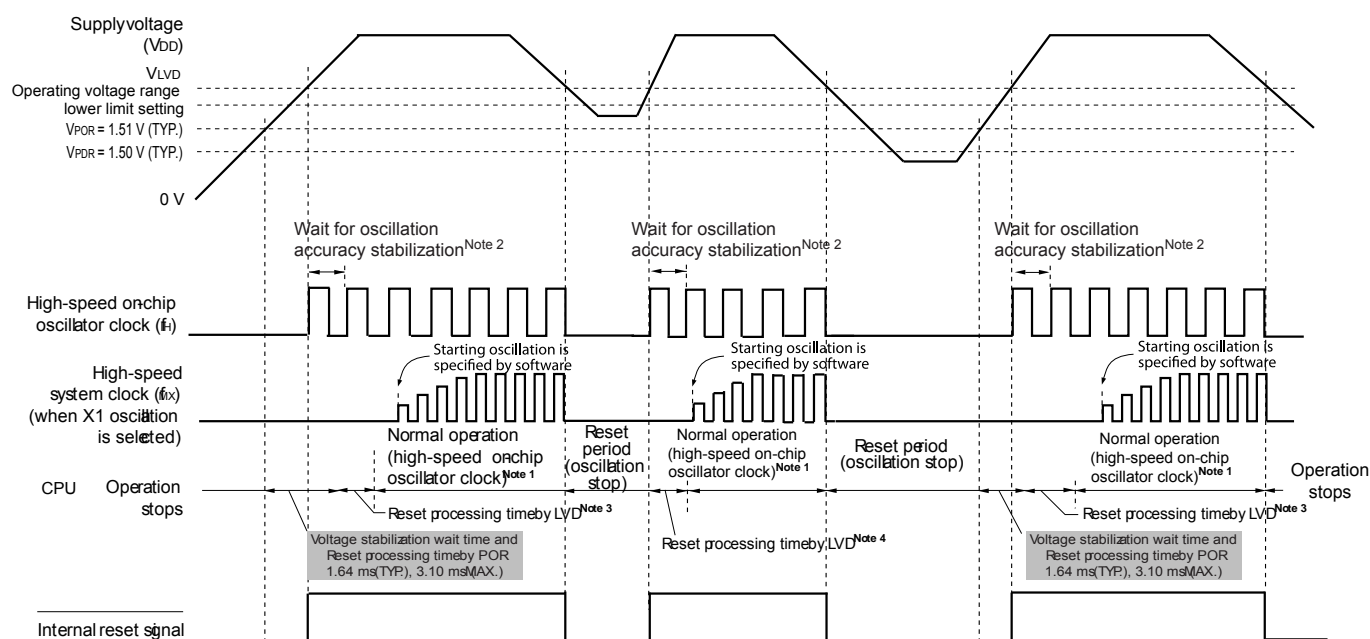 Supply voltage
(VDD)
VLVD
Operating voltage range
lower limit setting
VPOR = 1.51 V (TYP.)
VPDR = 1.50 V (TYP.)
0 V
Wait for oscillation
accuracy stabilization Note 2
Wait for oscillation
accuracy stabilization Note 2
Wait for oscillation
accuracy stabilization Note 2
High-speed on-chip
oscillator clock (fIH)
Starting oscillation is
specified by software
Starting oscillation is
specified by software
Starting oscillation is
specified by software
High-speed
system clock (fMX)
(when X1 oscillation
is selected)
Normal operation
(high-speed on-chip
oscillator clock) Note 1
Reset
period
(oscillation
stop)
Normal operation
(high-speed on-chip
oscillator clock) Note 1
Reset period
(oscillation stop)
Normal operation
(high-speed on-chip
oscillator clock) Note 1
CPU
Operation
stops
Operation
stops
Reset processing time by LVD Note 3
Reset processing time by LVD Note 4
Reset processing time by LVD Note 3
Voltage stabilization wait time and
Reset processing time by POR
1.64 ms (TYP.), 3.10 ms (MAX.)
Voltage stabilization wait time and
Reset processing time by POR
1.64 ms (TYP.), 3.10 ms (MAX.)
Internal reset signal